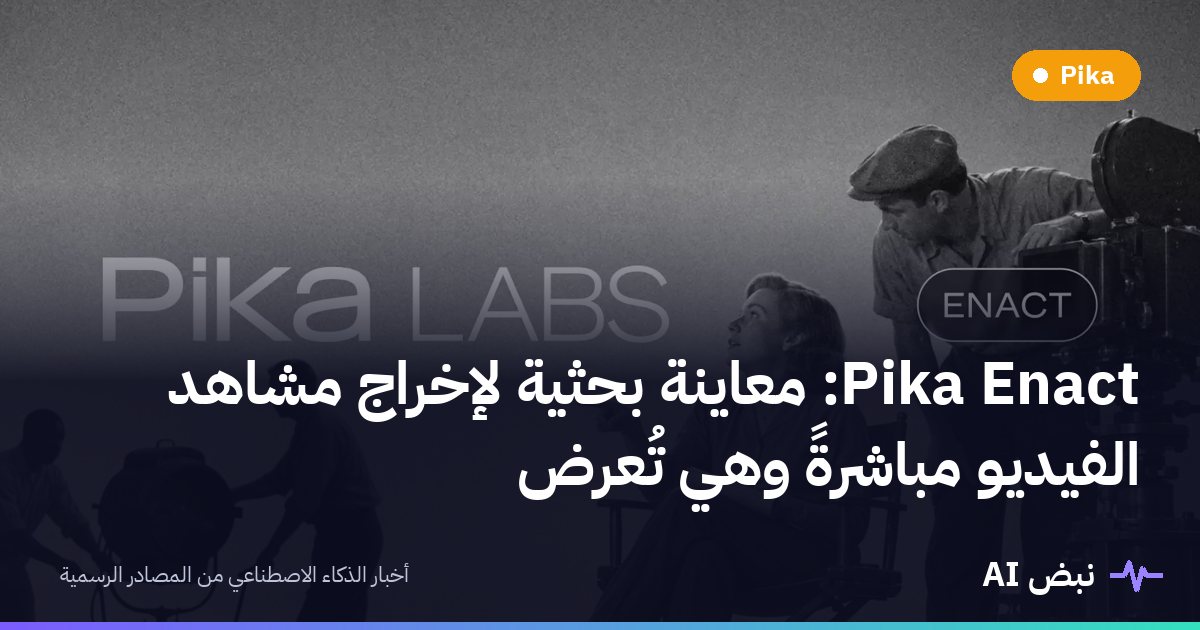 Pika
Pika LABS
ENACT
Pika Enact: معاينة بحثية لإخراج مشاهد
الفيديو مباشرةً وهي تُعرض
نبض AI
أخبار الذكاء الاصطناعي من المصادر الرسمية